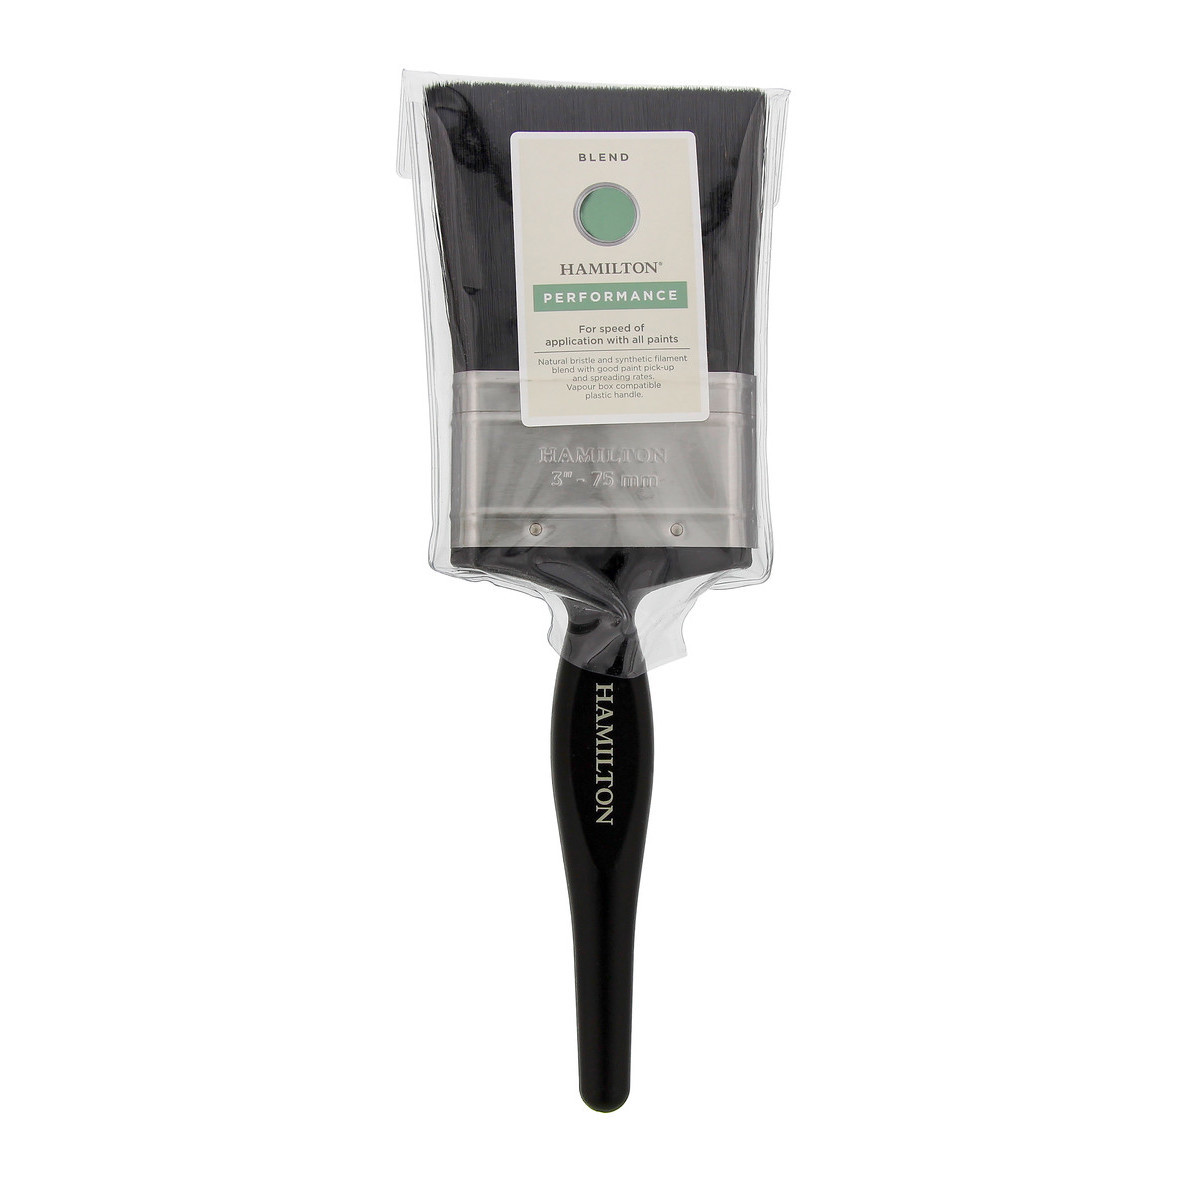 BLEND
HAMILTON®
PERFORMANCE
For speed of
application with all paints
Natural bristle and synthetic filament
blend with good paint pick-up
and spreading rates.
Vapour box compatible
plastic handle.
HAMILTON
3" - 75 mm
HAMILTON